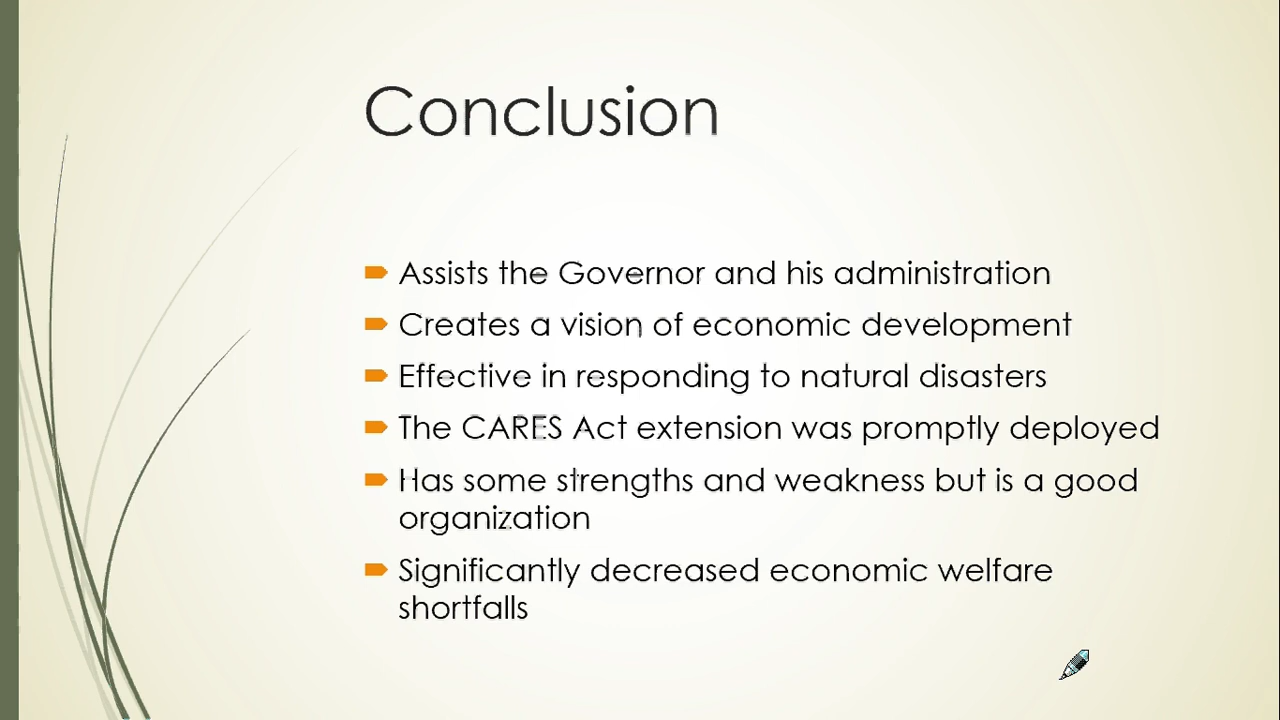 Conclusion
Assists the Governor and his administration
Creates a vision of economic development
Effective in responding to natural disasters
The CARES Act extension was promptly deployed
Has some strengths and weakness but is a good
organization
Significantly decreased economic welfare
shortfalls